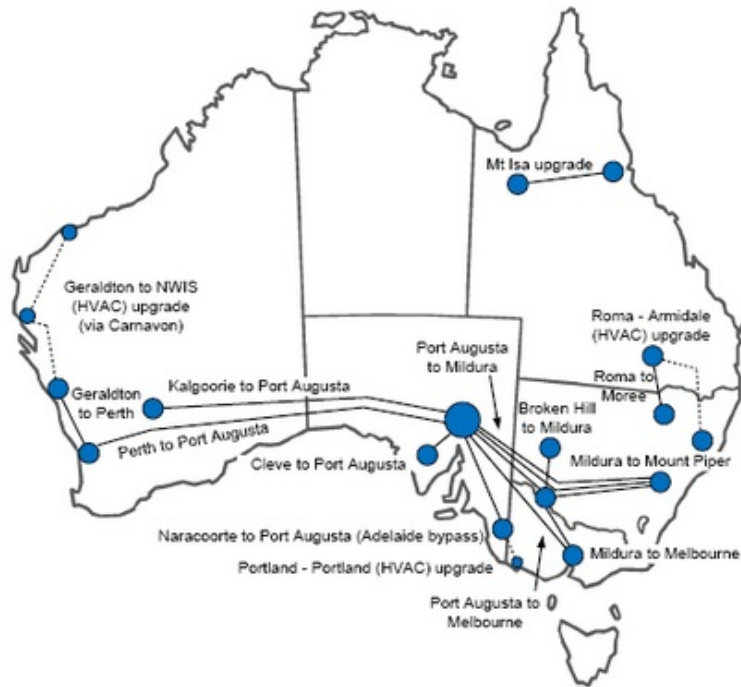 Mt Isa upgrade
Geraldton to NWIS
(HVAC) upgrade
(via Carnavon)
Roma - Armidale
(HVAC) upgrade
Port Augusta
to Mildura
Roma to
Moree
Kalgoorie to Port Augusta
Geraldton
to Perth
Broken Hill
to Mildura
Perth to Port Augusta
Cleve to Port Augusta
Mildura to Mount Piper
Naracoorte to Port Augusta (Adelaide bypass)
Mildura to Melbourne
Portland - Portland (HVAC) upgrade
Port Augusta to
Melbourne